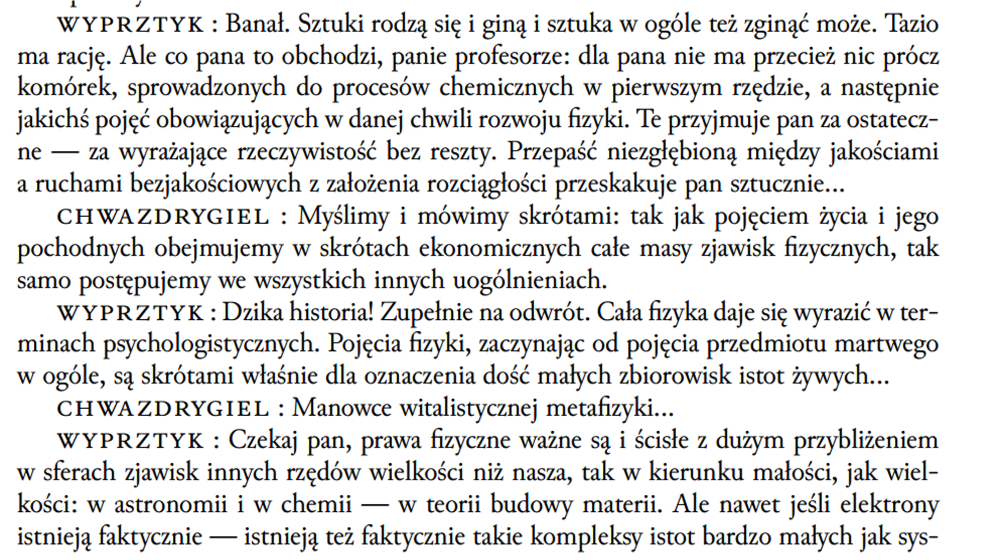 WYPRZTYK : Banał. Sztuki rodzą się i giną i sztuka w ogóle też zginąć może. Tazio
ma rację. Ale co pana to obchodzi, panie profesorze: dla pana nie ma przecież nic prócz
komórek, sprowadzonych do procesów chemicznych w pierwszym rzędzie, a następnie
jakichś pojęć obowiązujących w danej chwili rozwoju fizyki. Te przyjmuje pan za ostatecz-
ne — za wyrażające rzeczywistość bez reszty. Przepaść niezgłębioną między jakościami
a ruchami bezjakościowych z założenia rozciągłości przeskakuje pan sztucznie...
CHWAZDRYGIEL : Myślimy i mówimy skrótami: tak jak pojęciem życia i jego
pochodnych obejmujemy w skrótach ekonomicznych całe masy zjawisk fizycznych, tak
samo postępujemy we wszystkich innych uogólnieniach.
WYPRZTYK : Dzika historia! Zupełnie na odwrót. Cała fizyka daje się wyrazić w ter-
minach psychologistycznych. Pojęcia fizyki, zaczynając od pojęcia przedmiotu martwego
w ogóle, są skrótami właśnie dla oznaczenia dość małych zbiorowisk istot żywych...
CHWAZDRYGIEL : Manowce witalistycznej metafizyki...
WYPRZTYK : Czekaj pan, prawa fizyczne ważne są i ścisłe z dużym przybliżeniem
w sferach zjawisk innych rzędów wielkości niż nasza, tak w kierunku małości, jak wiel-
kości: w astronomii i w chemii — w teorii budowy materii. Ale nawet jeśli elektrony
istnieją faktycznie — istnieją też faktycznie takie kompleksy istot bardzo małych jak sys-